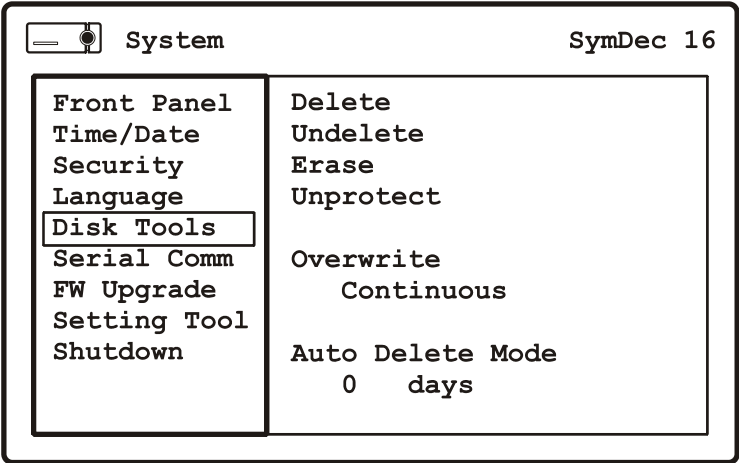 System
SymDec 16
Front Panel
Time/Date
Security
Language
Disk Tools
Serial Comm
FW Upgrade
Setting Tool
Shutdown
Delete
Undelete
Erase
Unprotect
Overwrite
Continuous
Auto Delete Mode
0 days